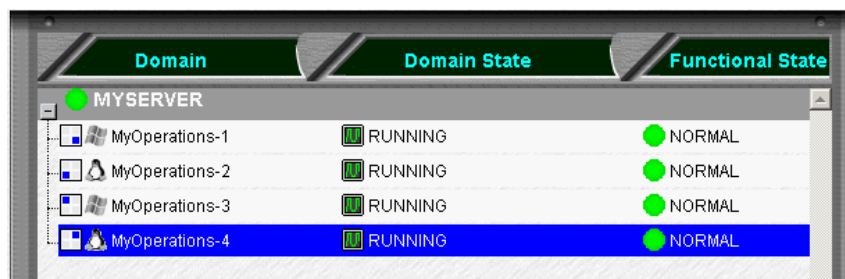 Domain Domain State Functional State
MYSERVER
MyOperations-1 RUNNING NORMAL
MyOperations-2 RUNNING NORMAL
MyOperations-3 RUNNING NORMAL
MyOperations-4 RUNNING NORMAL